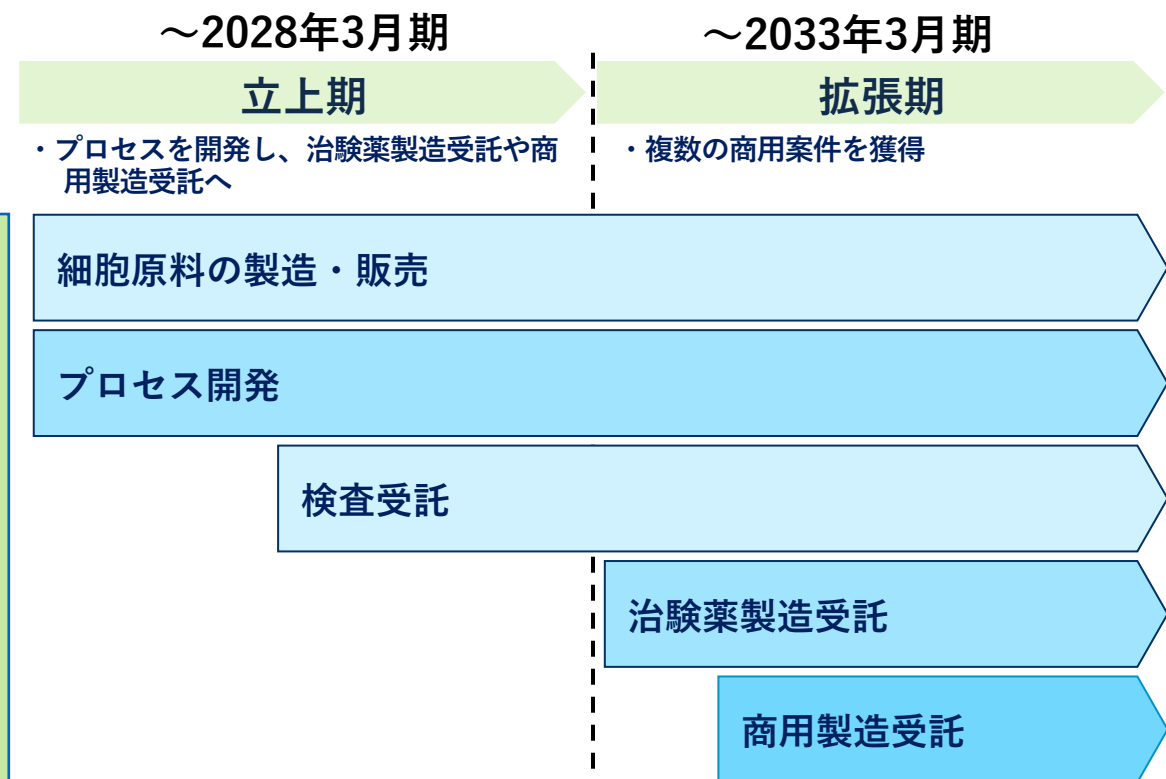 ～2028年3月期
～2033年3月期
立上期
拡張期
・プロセスを開発し、治験薬製造受託や商
用製造受託へ
・複数の商用案件を獲得
細胞原料の製造・販売
プロセス開発
検査受託
治験薬製造受託
商用製造受託